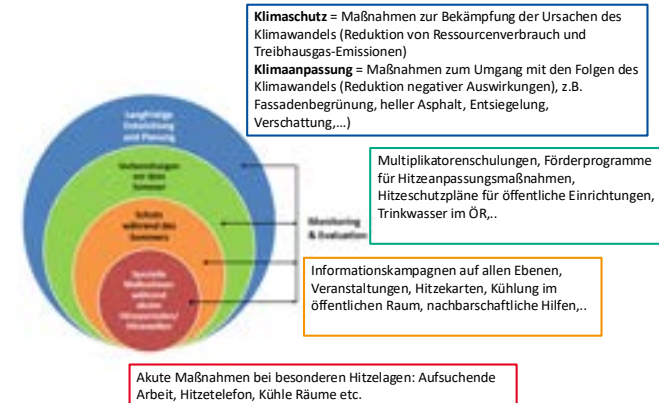 Klimaschutz = Maßnahmen zur Bekämpfung der Ursachen des
Klimawandels (Reduktion von Ressourcenverbrauch und
Treibhausgas-Emissionen)
Klimaanpassung = Maßnahmen zum Umgang mit den Folgen des
Klimawandels (Reduktion negativer Auswirkungen), z.B.
Fassadenbegrünung, heller Asphalt, Entsiegelung,
Verschattung,...)
Langfristige
Entwicklung
und Planung
Vorbereitungen
vor dem
Sommer
Schutz
während des
Sommers
Spezielle
Maßnahmen
während
akuter
Hitzeperioden/
Hitzewellen
Monitoring
& Evaluation
Multiplikatorenschulungen, Förderprogramme
für Hitzeanpassungsmaßnahmen,
Hitzeschutzpläne für öffentliche Einrichtungen,
Trinkwasser im ÖR,..
Informationskampagnen auf allen Ebenen,
Veranstaltungen, Hitzekarten, Kühlung im
öffentlichen Raum, nachbarschaftliche Hilfen,..
Akute Maßnahmen bei besonderen Hitzelagen: Aufsuchende
Arbeit, Hitzetelefon, Kühle Räume etc.